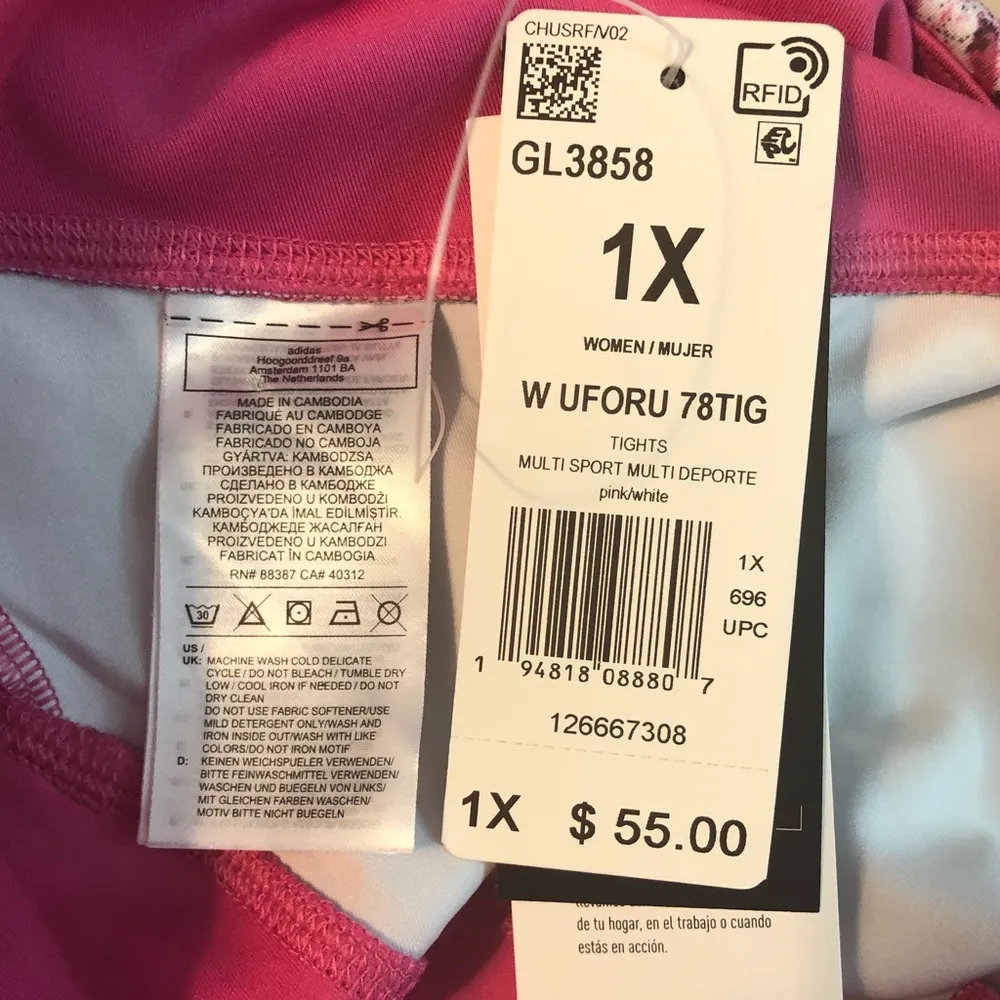 adidas
Hoogoorddreef 9a
Amsterdam 1101 BA
The Netherlands
MADE IN CAMBODIA
FABRIQUÉ AU CAMBODGE
FABRICADO EN CAMBOYA
FABRICADO NO CAMBOJA
GYÁRTVA: KAMBODZSA
ПРОИЗВЕДЕНО В КАМБОДЖА
СДЕЛАНО В КАМБОДЖЕ
PROIZVEDENO U KOMBODŽI
KAMBOÇYA'DA İMAL EDİLMİŞTİR.
КАМБОДЖЕДЕ ЖАСАЛҒАН
PROIZVEDENO U KAMBODZI
FABRICAT ÎN CAMBOGIA
RN# 88387 CA# 40312
30
US /
UK: MACHINE WASH COLD DELICATE
CYCLE / DO NOT BLEACH / TUMBLE DRY
LOW / COOL IRON IF NEEDED / DO NOT
DRY CLEAN
DO NOT USE FABRIC SOFTENER/USE
MILD DETERGENT ONLY/WASH AND
IRON INSIDE OUT/WASH WITH LIKE
COLORS/DO NOT IRON MOTIF
D: KEINEN WEICHSPUELER VERWENDEN/
BITTE FEINWASCHMITTEL VERWENDEN/
WASCHEN UND BUEGELN VON LINKS/
MIT GLEICHEN FARBEN WASCHEN/
MOTIV BITTE NICHT BUEGELN
CHUSRF/V02
RFID
GL3858
1X
WOMEN / MUJER
W UFORU 78TIG
TIGHTS
MULTI SPORT MULTI DEPORTE
pink/white
1X
696
UPC
1 94818 08880 7
126667308
1X $ 55.00
de tu hogar, en el trabajo o cuando
estás en acción.